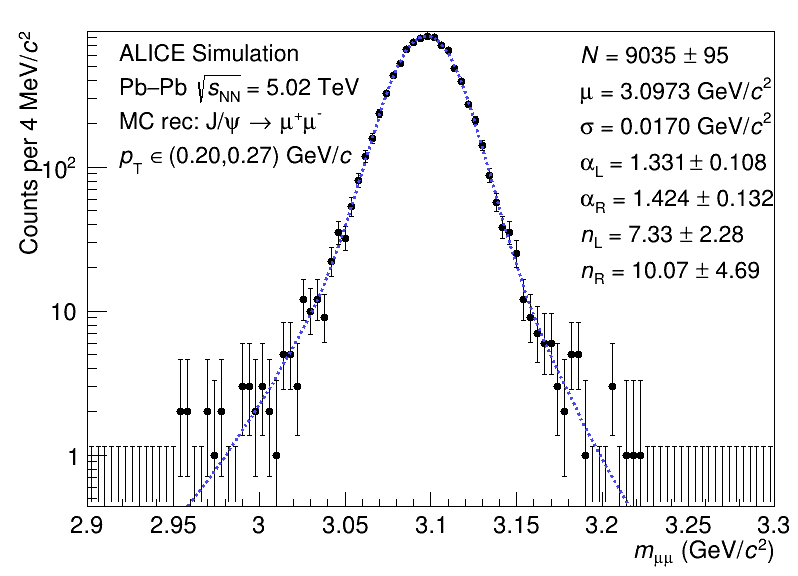 ALICE Simulation
Pb–Pb √sNN = 5.02 TeV
MC rec: J/ψ → μ+μ-
pT ∈ (0.20,0.27) GeV/c
N = 9035 ± 95
μ = 3.0973 GeV/c2
σ = 0.0170 GeV/c2
αL = 1.331± 0.108
αR = 1.424 ± 0.132
nL = 7.33 ± 2.28
nR = 10.07 ± 4.69
Counts per 4 MeV/c2
102
10
1
2.9 2.95 3 3.05 3.1 3.15 3.2 3.25 3.3
mμμ (GeV/c2)